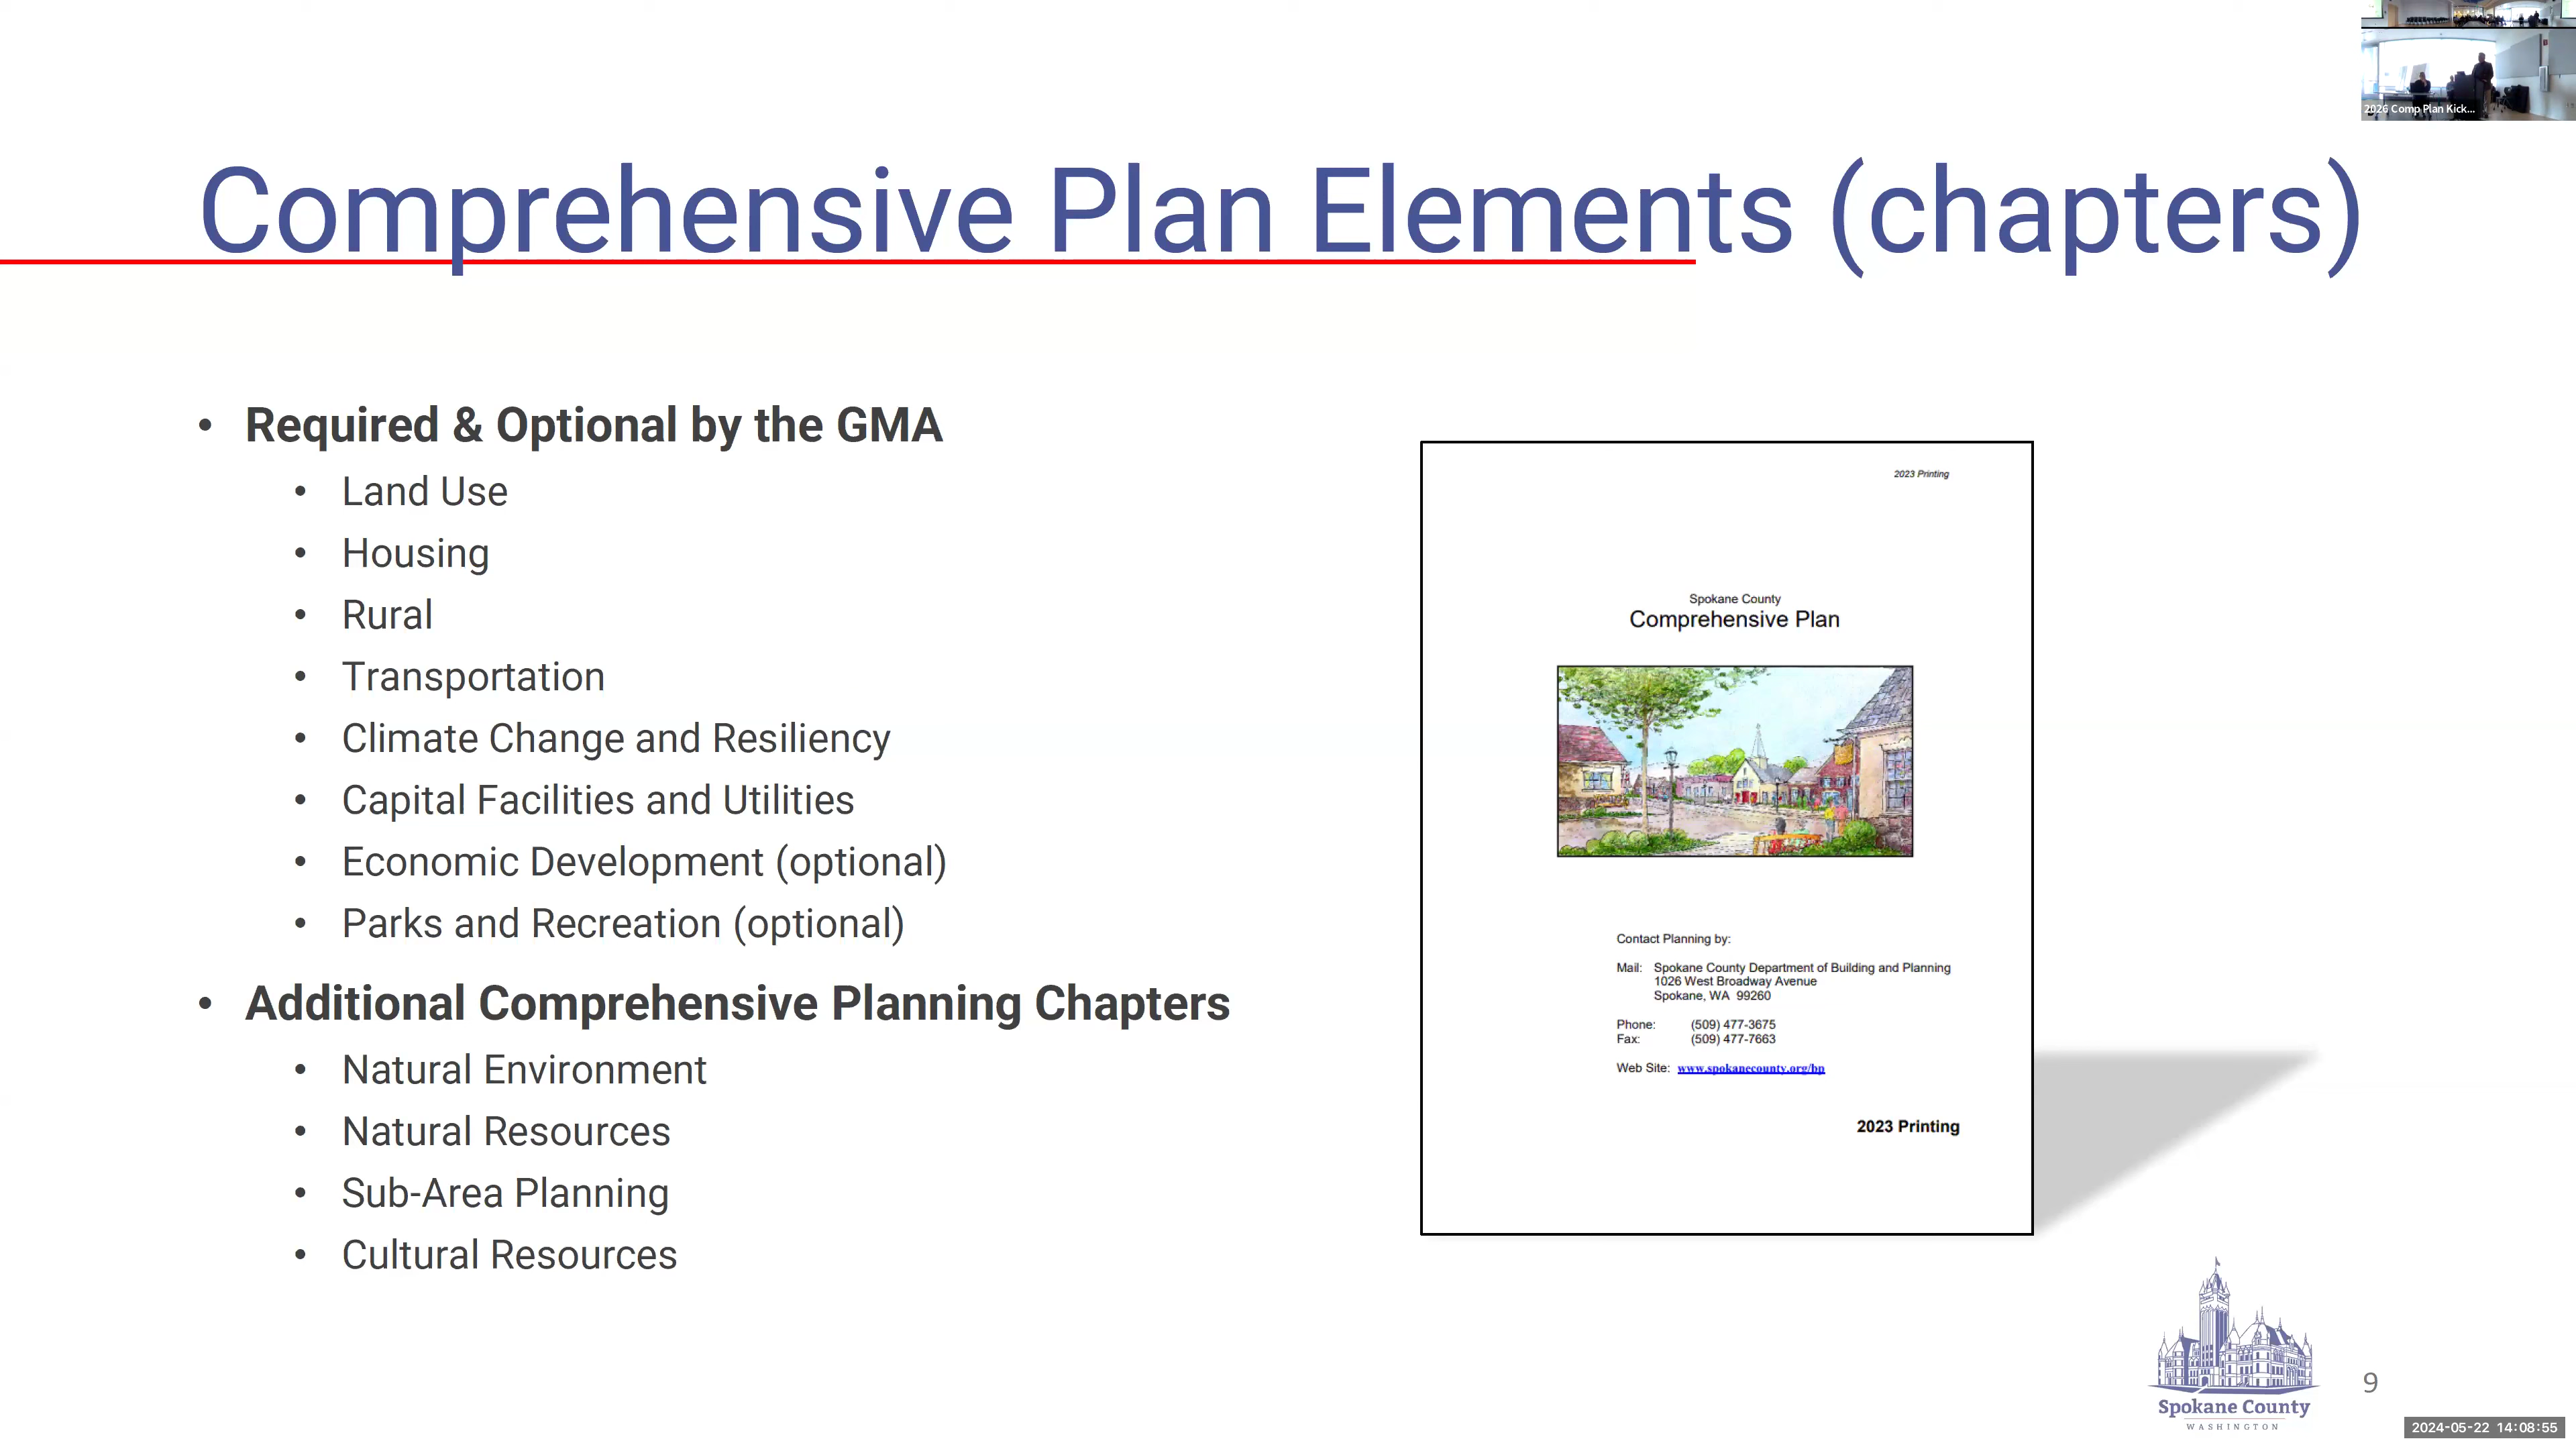 2026 Comp Plan Kick...
Comprehensive Plan Elements (chapters)
• Required & Optional by the GMA
• Land Use
• Housing
• Rural
• Transportation
• Climate Change and Resiliency
• Capital Facilities and Utilities
• Economic Development (optional)
• Parks and Recreation (optional)
• Additional Comprehensive Planning Chapters
• Natural Environment
• Natural Resources
• Sub-Area Planning
• Cultural Resources
2023 Printing
Spokane County
Comprehensive Plan
Contact Planning by:
Mail: Spokane County Department of Building and Planning
1026 West Broadway Avenue
Spokane, WA 99260
Phone: (509) 477-3675
Fax: (509) 477-7663
Web Site: www.spokanecounty.org/bp
2023 Printing
Spokane County
WASHINGTON
9
2024-05-22 14:08:55